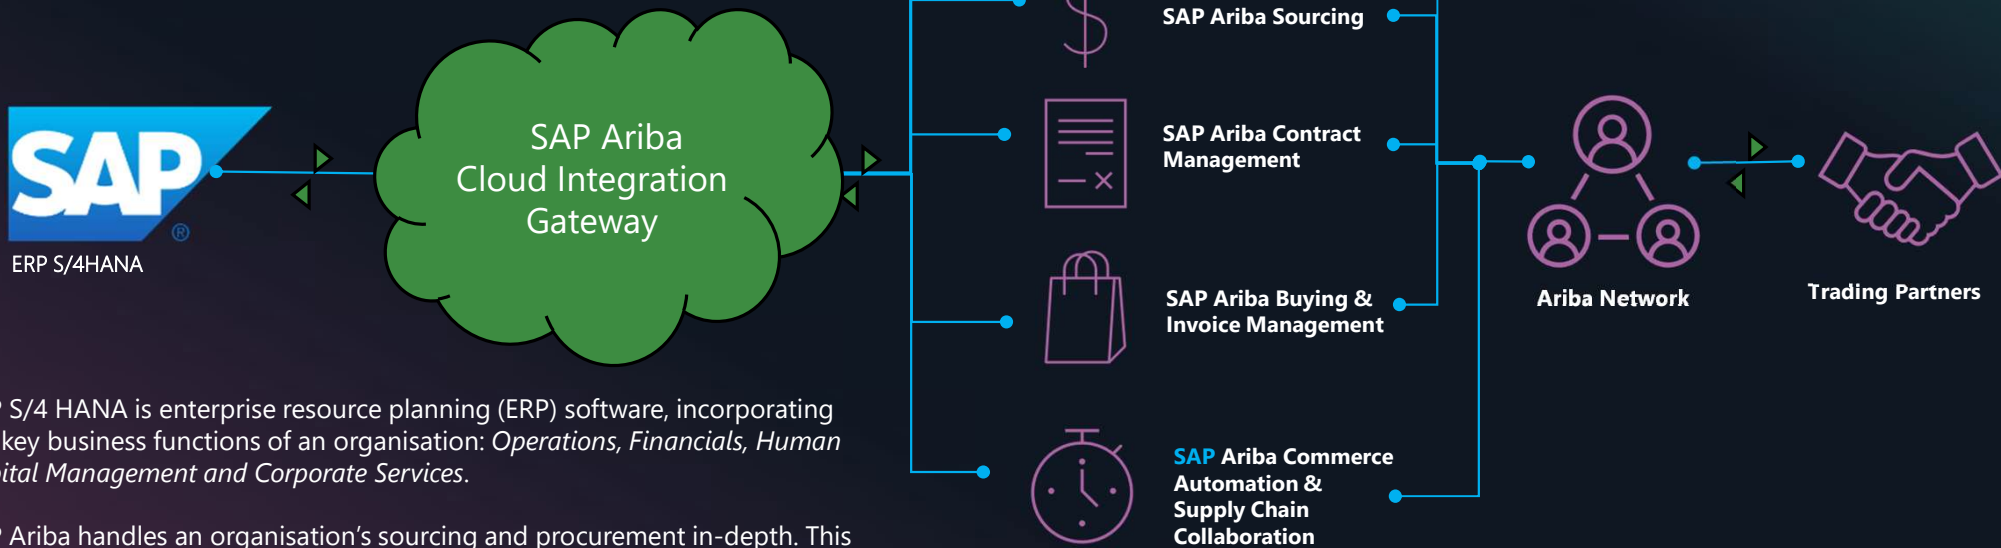 SAP Ariba Sourcing
SAP Ariba
Cloud Integration
Gateway
SAP Ariba Contract
Management
SAP
®
ERP S/4HANA
SAP Ariba Buying &
Invoice Management
Ariba Network
Trading Partners
S/4 HANA is enterprise resource planning (ERP) software, incorporating
key business functions of an organisation: Operations, Financials, Human
Management and Corporate Services.
Ariba handles an organisation’s sourcing and procurement in-depth. This
SAP Ariba Commerce
Automation &
Supply Chain
Collaboration